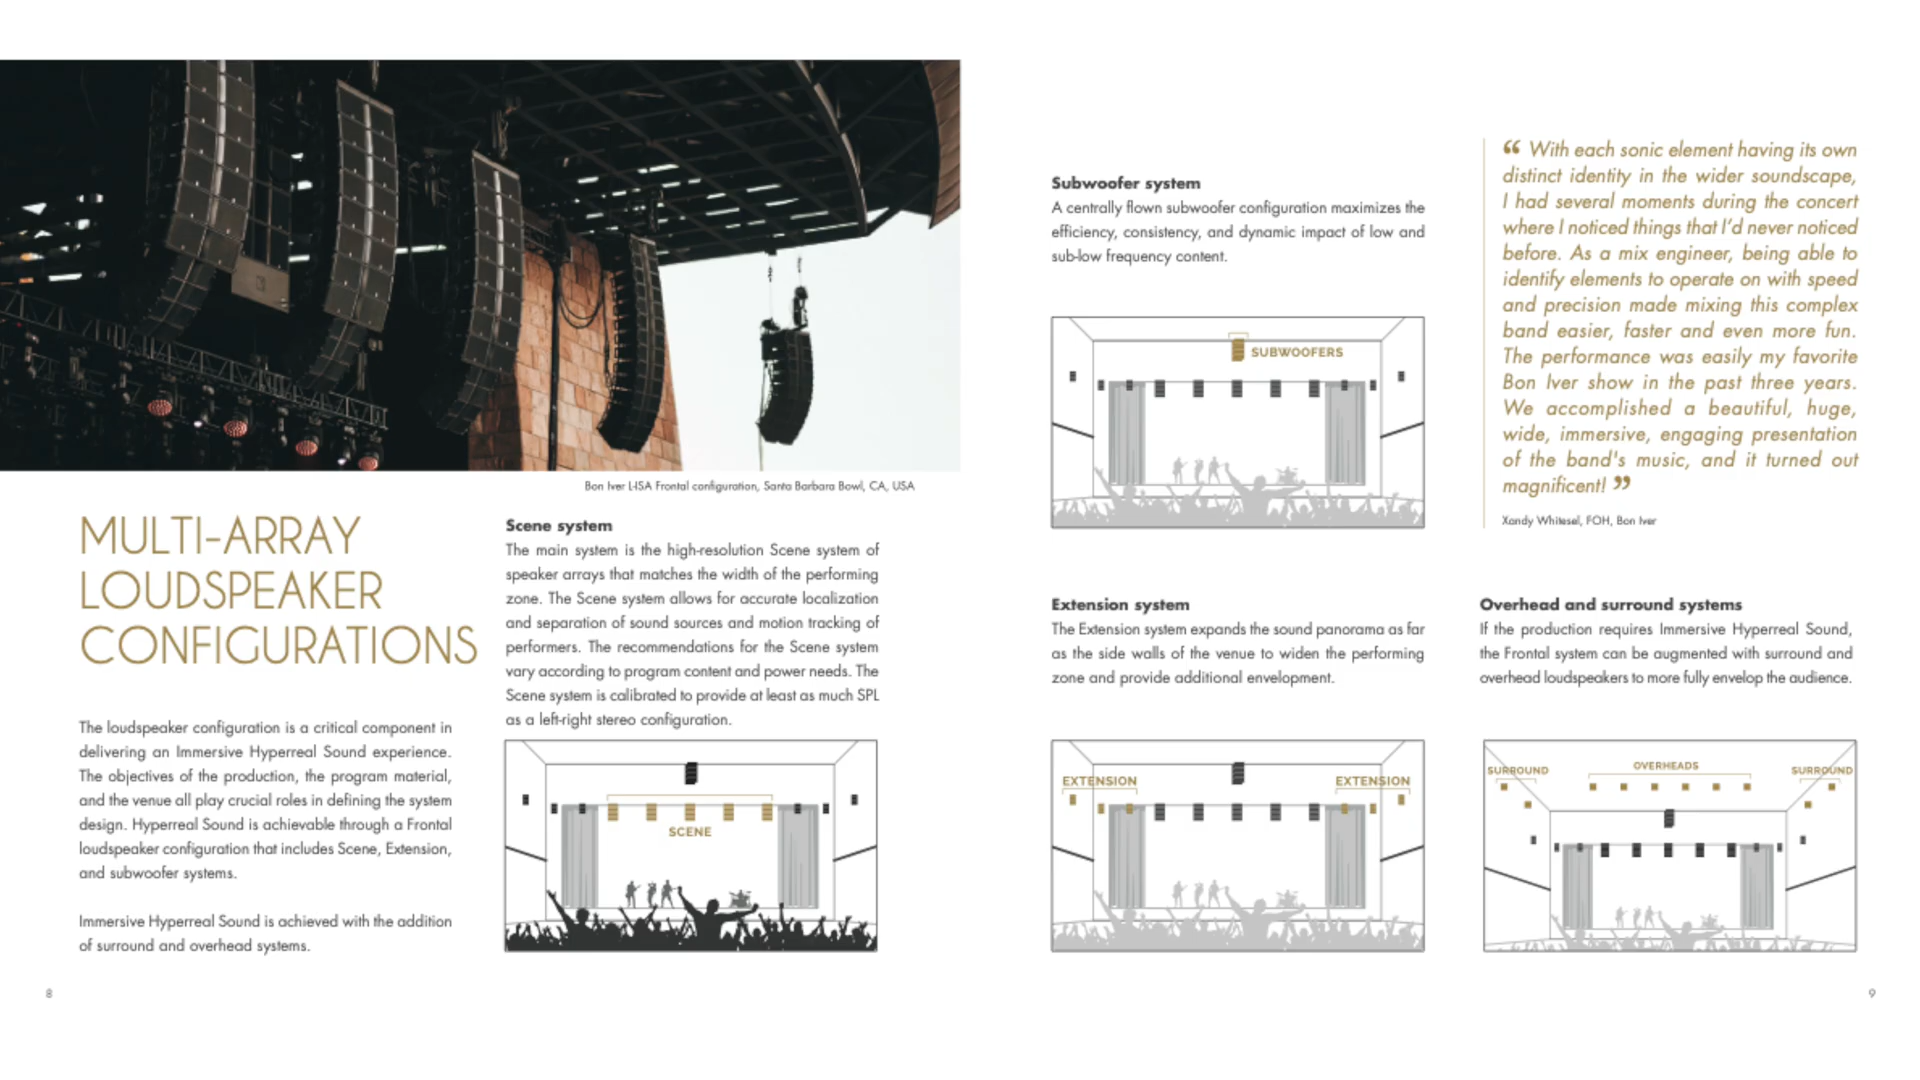 Bon Iver L-ISA Frontal configuration, Santa Barbara Bowl, CA, USA
MULTI-ARRAY
LOUDSPEAKER
CONFIGURATIONS
The loudspeaker configuration is a critical component in
delivering an Immersive Hyperreal Sound experience.
The objectives of the production, the program material,
and the venue all play crucial roles in defining the system
design. Hyperreal Sound is achievable through a Frontal
loudspeaker configuration that includes Scene, Extension,
and subwoofer systems.
Immersive Hyperreal Sound is achieved with the addition
of surround and overhead systems.
8
Scene system
The main system is the high-resolution Scene system of
speaker arrays that matches the width of the performing
zone. The Scene system allows for accurate localization
and separation of sound sources and motion tracking of
performers. The recommendations for the Scene system
vary according to program content and power needs. The
Scene system is calibrated to provide at least as much SPL
as a left-right stereo configuration.
SCENE
Subwoofer system
A centrally flown subwoofer configuration maximizes the
efficiency, consistency, and dynamic impact of low and
sub-low frequency content.
SUBWOOFERS
“ With each sonic element having its own
distinct identity in the wider soundscape,
I had several moments during the concert
where I noticed things that I'd never noticed
before. As a mix engineer, being able to
identify elements to operate on with speed
and precision made mixing this complex
band easier, faster and even more fun.
The performance was easily my favorite
Bon Iver show in the past three years.
We accomplished a beautiful, huge,
wide, immersive, engaging presentation
of the band's music, and it turned out
magnificent! ”
Xandy Whitesel, FOH, Bon Iver
Extension system
The Extension system expands the sound panorama as far
as the side walls of the venue to widen the performing
zone and provide additional envelopment.
EXTENSION EXTENSION
Overhead and surround systems
If the production requires Immersive Hyperreal Sound,
the Frontal system can be augmented with surround and
overhead loudspeakers to more fully envelop the audience.
SURROUND OVERHEADS SURROUND
9